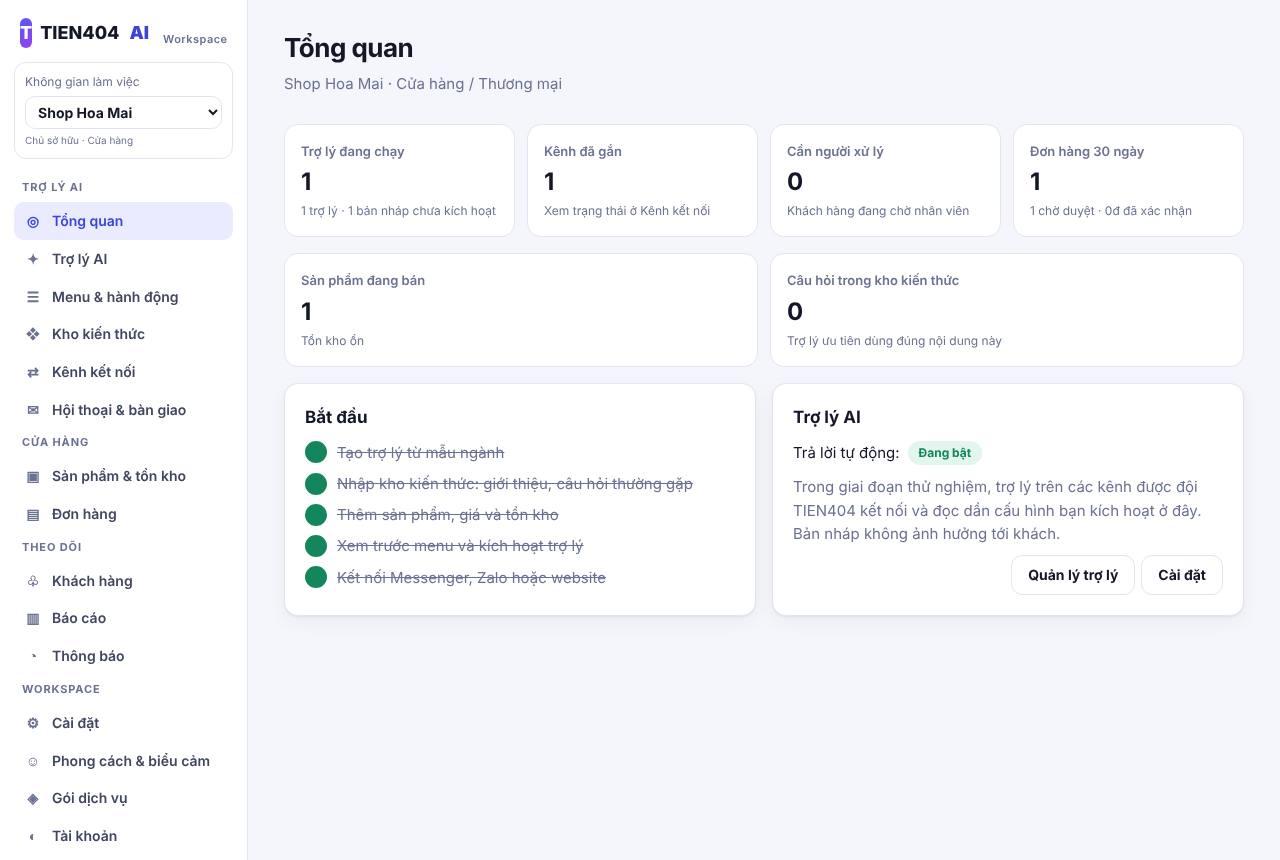 T TIEN404 AI Workspace
Không gian làm việc
Shop Hoa Mai
Chủ sở hữu · Cửa hàng
TRỢ LÝ AI
Tổng quan
Trợ lý AI
Menu & hành động
Kho kiến thức
Kênh kết nối
Hội thoại & bàn giao
CỬA HÀNG
Sản phẩm & tồn kho
Đơn hàng
THEO DÕI
Khách hàng
Báo cáo
Thông báo
WORKSPACE
Cài đặt
Phong cách & biểu cảm
Gói dịch vụ
Tài khoản
Tổng quan
Shop Hoa Mai · Cửa hàng / Thương mại
Trợ lý đang chạy
1
1 trợ lý · 1 bản nháp chưa kích hoạt
Kênh đã gắn
1
Xem trạng thái ở Kênh kết nối
Cần người xử lý
0
Khách hàng đang chờ nhân viên
Đơn hàng 30 ngày
1
1 chờ duyệt · 0đ đã xác nhận
Sản phẩm đang bán
1
Tồn kho ổn
Câu hỏi trong kho kiến thức
0
Trợ lý ưu tiên dùng đúng nội dung này
Bắt đầu
Tạo trợ lý từ mẫu ngành
Nhập kho kiến thức: giới thiệu, câu hỏi thường gặp
Thêm sản phẩm, giá và tồn kho
Xem trước menu và kích hoạt trợ lý
Kết nối Messenger, Zalo hoặc website
Trợ lý AI
Trả lời tự động: Đang bật
Trong giai đoạn thử nghiệm, trợ lý trên các kênh được đội
TIEN404 kết nối và đọc dần cấu hình bạn kích hoạt ở đây.
Bản nháp không ảnh hưởng tới khách.
Quản lý trợ lý
Cài đặt